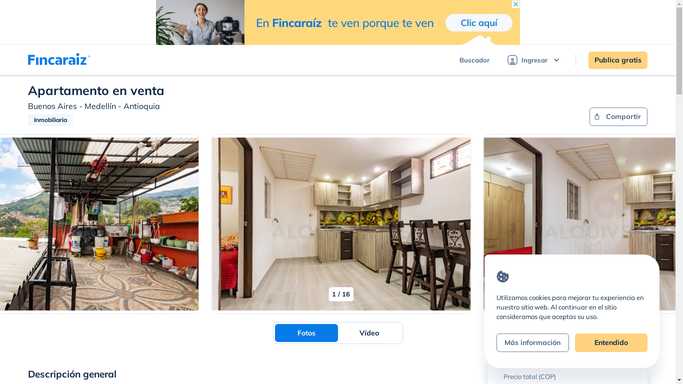 En Fincaraíz te ven porque te ven
Clic aquí
Fincaraíz
Buscador
Ingresar
Publica gratis
Apartamento en venta
Buenos Aires - Medellín - Antioquia
Inmobiliaria
Compartir
1 / 16
Fotos
Vídeo
Utilizamos cookies para mejorar tu experiencia en
nuestro sitio web. Al continuar en el sitio
consideramos que aceptas su uso.
Más información
Entendido
Descripción general
Precio total (COP)